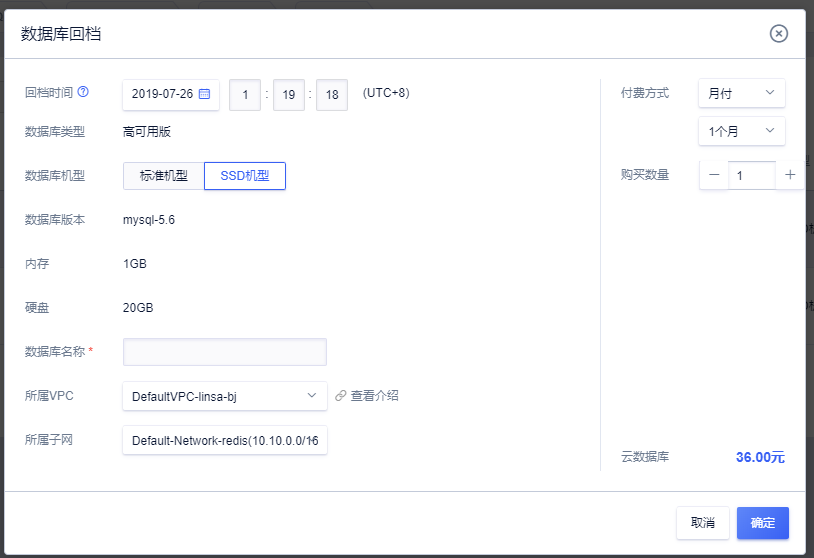 数据库回档
回档时间 2019-07-26 1 : 19 : 18 (UTC+8)
数据库类型 高可用版
数据库机型 标准机型 SSD机型
数据库版本 mysql-5.6
内存 1GB
硬盘 20GB
数据库名称 *
所属VPC DefaultVPC-linsa-bj 查看介绍
所属子网 Default-Network-redis(10.10.0.0/16
付费方式 月付
1个月
购买数量 1
云数据库 36.00元
取消 确定